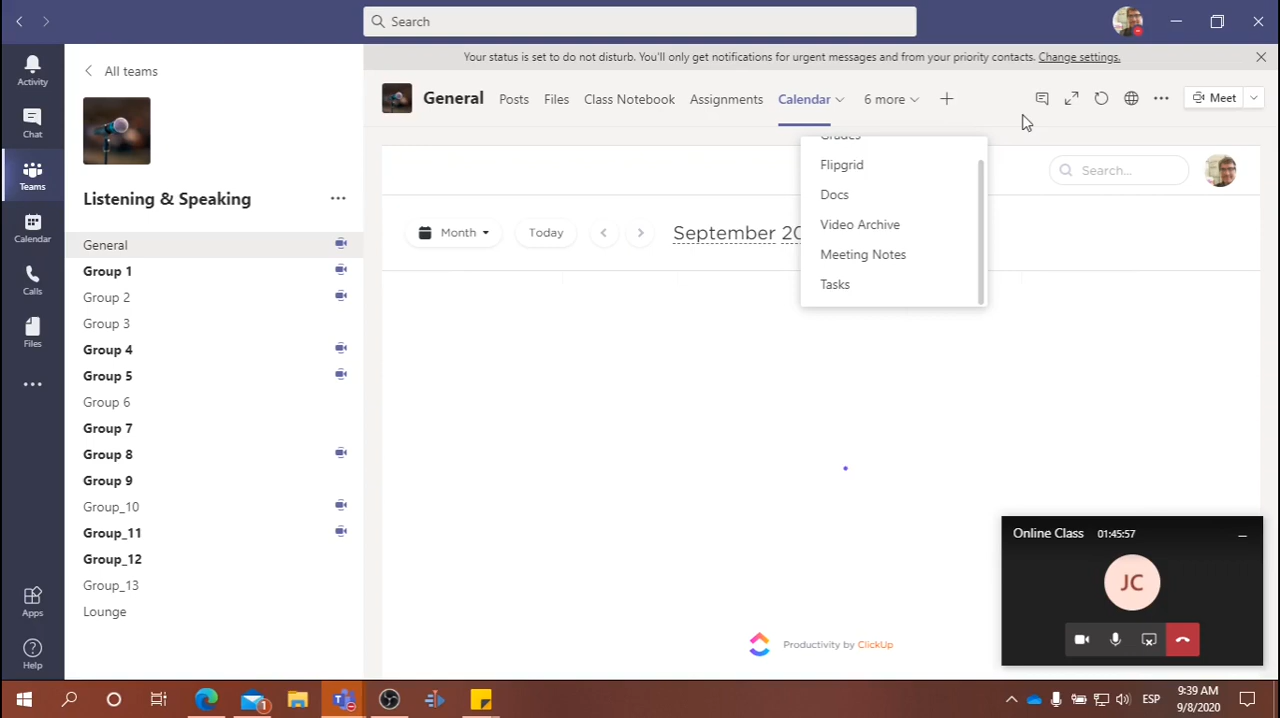 Search
Your status is set to do not disturb. You'll only get notifications for urgent messages and from your priority contacts. Change settings.
Activity
Chat
Teams
Calendar
Calls
Files
Apps
Help
All teams
Listening & Speaking
General
Group 1
Group 2
Group 3
Group 4
Group 5
Group 6
Group 7
Group 8
Group 9
Group_10
Group_11
Group_12
Group_13
Lounge
General Posts Files Class Notebook Assignments Calendar 6 more Meet
Grades
Flipgrid
Docs
Video Archive
Meeting Notes
Tasks
Search...
Month Today September 20
Productivity by ClickUp
Online Class 01:45:57
JC
1
ESP
9:39 AM
9/8/2020